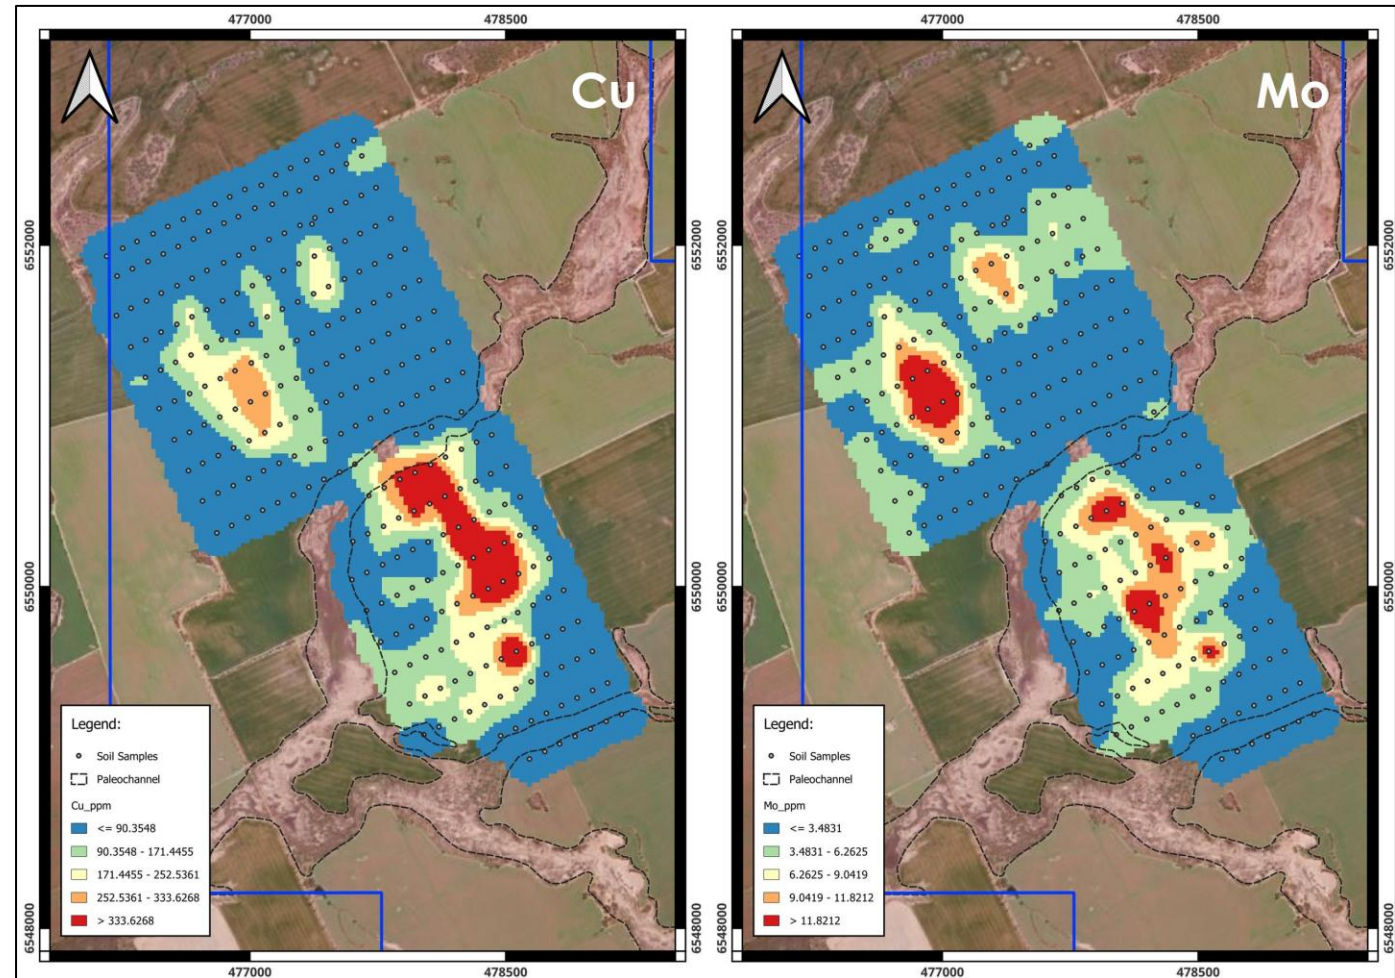 477000 478500
477000 478500
Cu
Mo
6552000
6552000
6552000
6550000
6550000
6550000
6548000
6548000
6548000
Legend:
Soil Samples
Paleochannel
Cu_ppm
<= 90.3548
90.3548 - 171.4455
171.4455 - 252.5361
252.5361 - 333.6268
> 333.6268
Legend:
Soil Samples
Paleochannel
Mo_ppm
<= 3.4831
3.4831 - 6.2625
6.2625 - 9.0419
9.0419 - 11.8212
> 11.8212
477000 478500
477000 478500